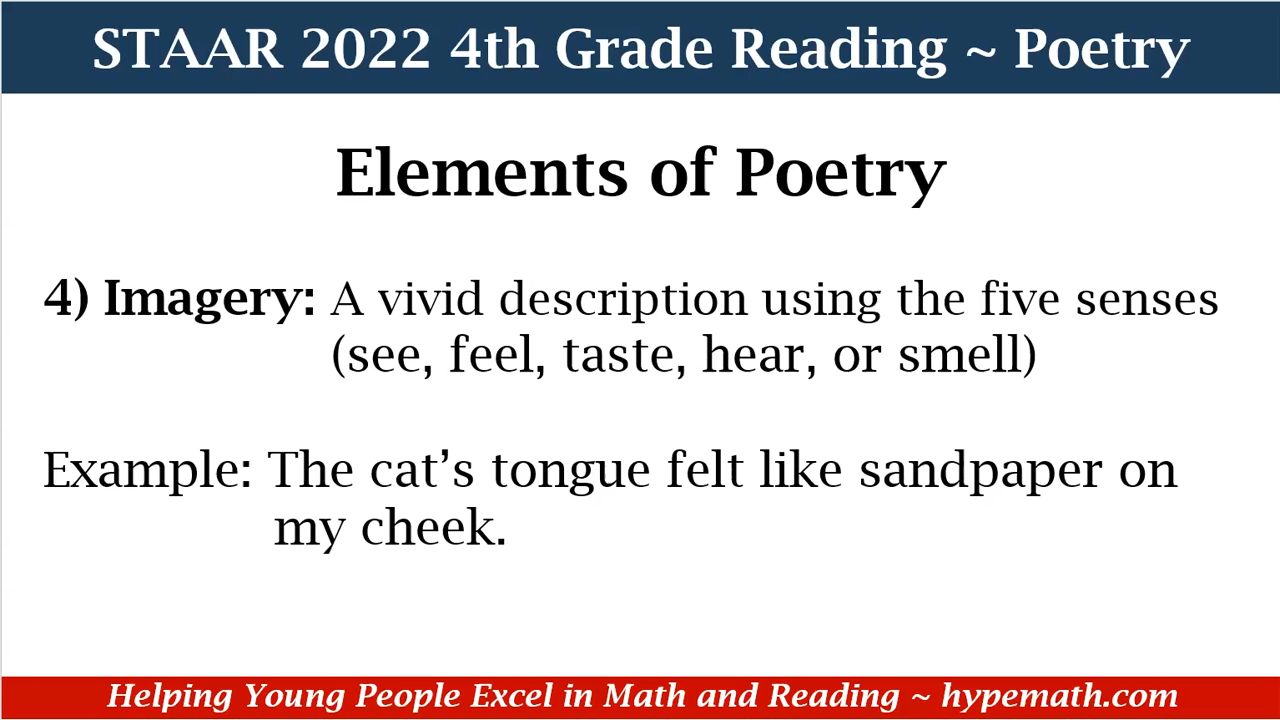 STAAR 2022 4th Grade Reading ~ Poetry
Elements of Poetry
4) Imagery: A vivid description using the five senses
(see, feel, taste, hear, or smell)
Example: The cat’s tongue felt like sandpaper on
my cheek.
Helping Young People Excel in Math and Reading ~ hypemath.com